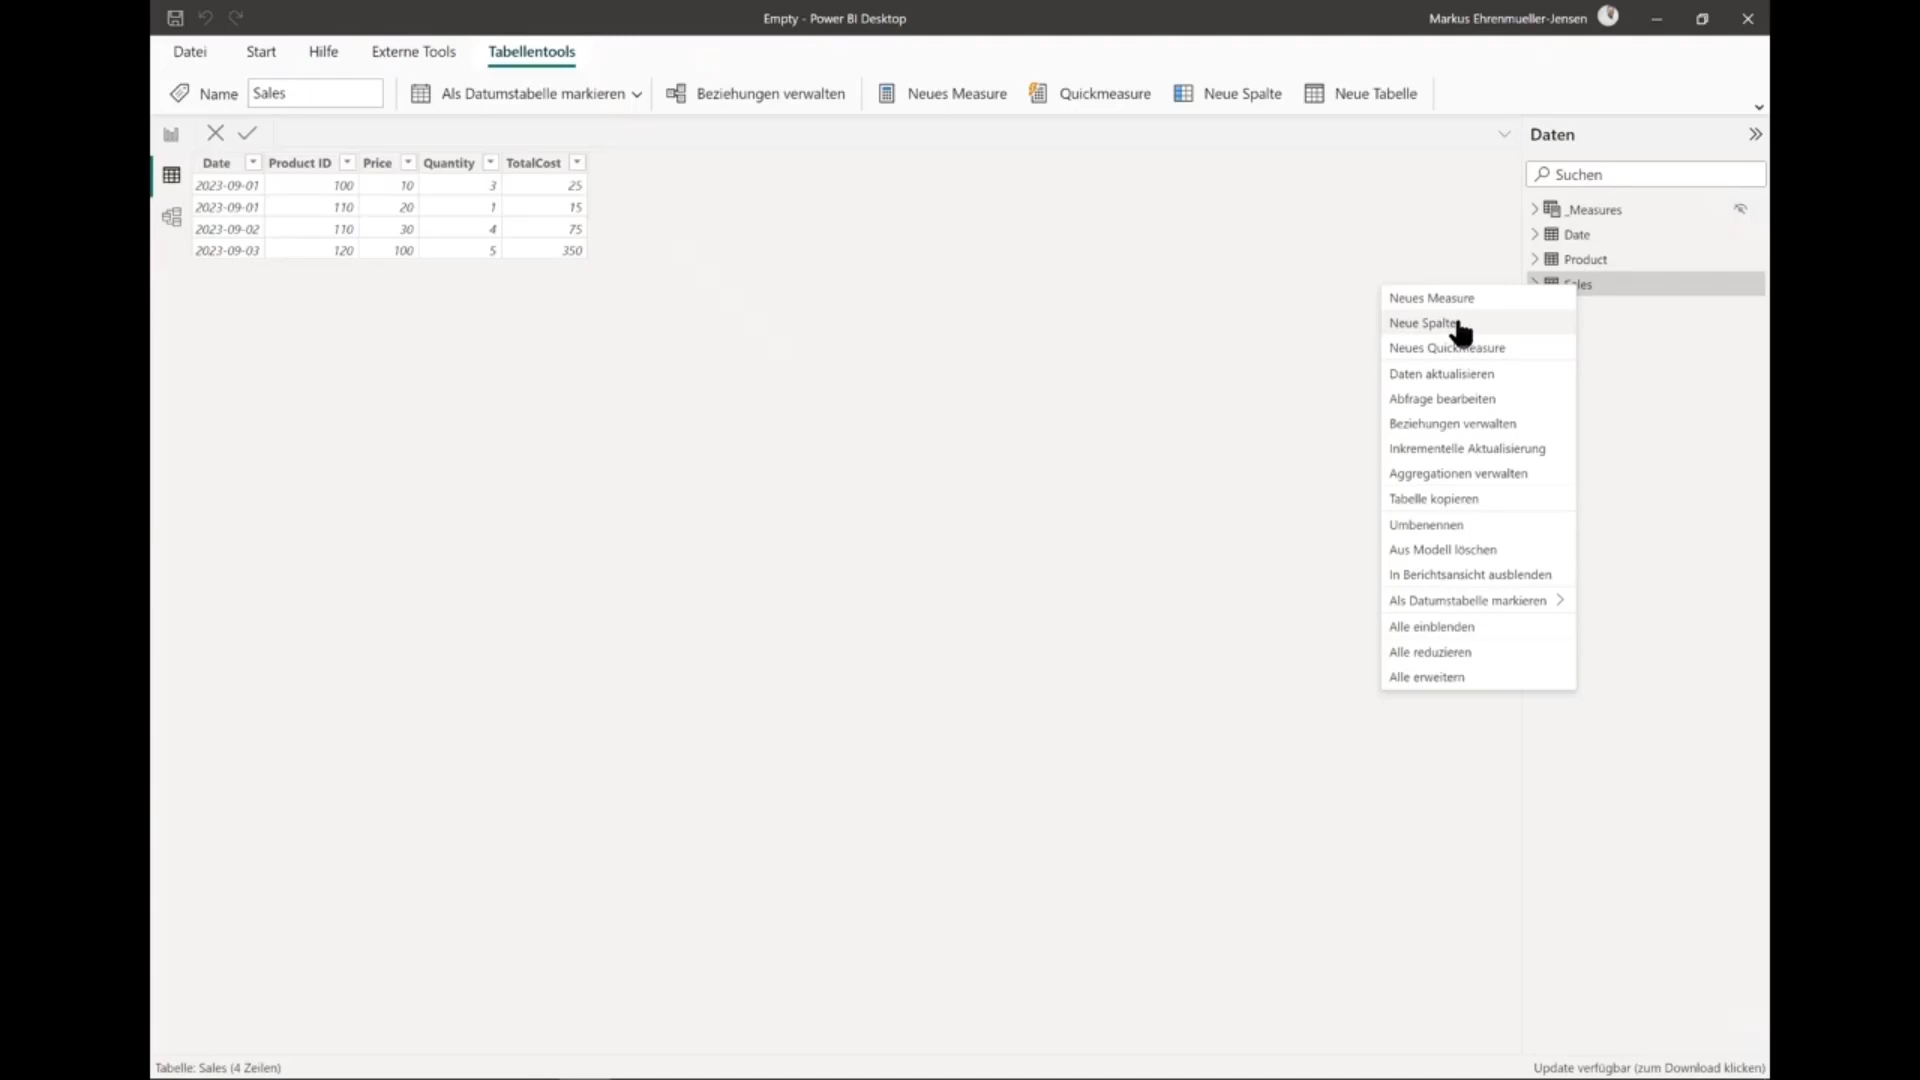 Empty - Power BI Desktop
Markus Ehrenmueller-Jensen
Datei Start Hilfe Externe Tools Tabellentools
Name Sales Als Datumstabelle markieren Beziehungen verwalten Neues Measure Quickmeasure Neue Spalte Neue Tabelle
Date Product ID Price Quantity TotalCost
2023-09-01 100 10 3 25
2023-09-01 110 20 1 15
2023-09-02 110 30 4 75
2023-09-03 120 100 5 350
Daten
Suchen
_Measures
Date
Product
Sales
Neues Measure
Neue Spalte
Neues Quickmeasure
Daten aktualisieren
Abfrage bearbeiten
Beziehungen verwalten
Inkrementelle Aktualisierung
Aggregationen verwalten
Tabelle kopieren
Umbenennen
Aus Modell löschen
In Berichtsansicht ausblenden
Als Datumstabelle markieren
Alle einblenden
Alle reduzieren
Alle erweitern
Tabelle: Sales (4 Zeilen)
Update verfügbar (zum Download klicken)